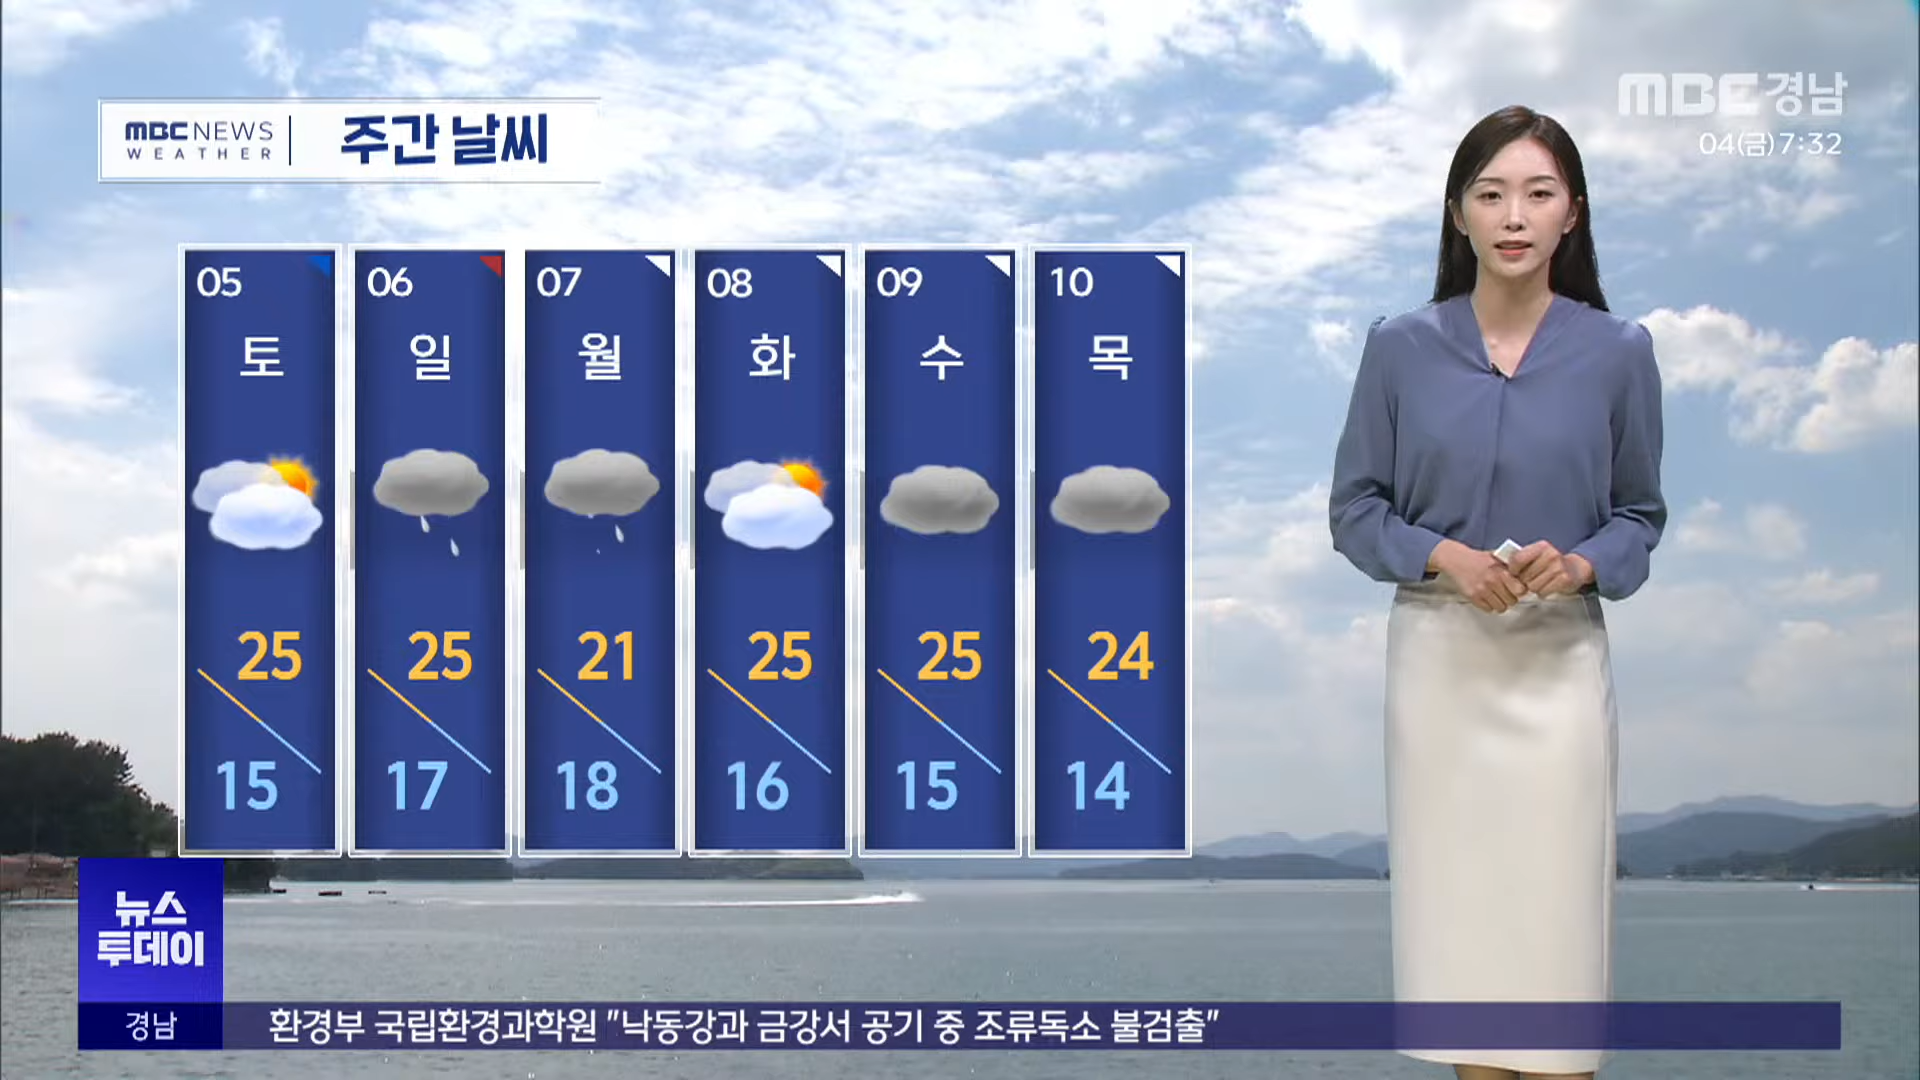 MBC NEWS
WEATHER
주간 날씨
MBC경남
04(금)7:32
05 06 07 08 09 10
토 일 월 화 수 목
25 25 21 25 25 24
15 17 18 16 15 14
뉴스
투데이
경남
환경부 국립환경과학원 "낙동강과 금강서 공기 중 조류독소 불검출"